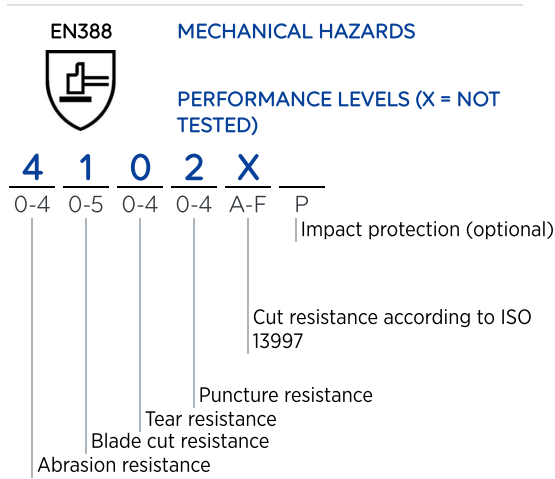 EN388
MECHANICAL HAZARDS
PERFORMANCE LEVELS (X = NOT
TESTED)
4 1 0 2 X
0-4 0-5 0-4 0-4 A-F P
Impact protection (optional)
Cut resistance according to ISO
13997
Puncture resistance
Tear resistance
Blade cut resistance
Abrasion resistance